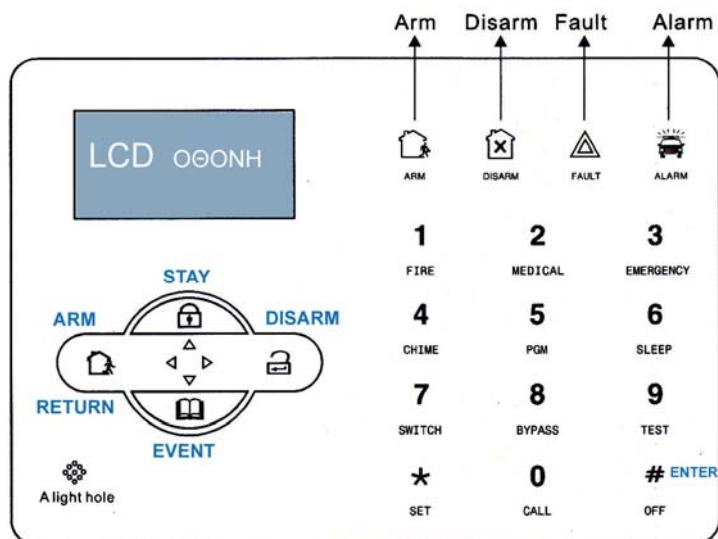 Arm Disarm Fault Alarm
LCD ΟΘΟΝΗ
ARM DISARM FAULT ALARM
1 2 3
FIRE MEDICAL EMERGENCY
4 5 6
CHIME PGM SLEEP
7 8 9
SWITCH BYPASS TEST
* 0 # ENTER
SET CALL OFF
STAY
ARM DISARM
RETURN
EVENT
A light hole